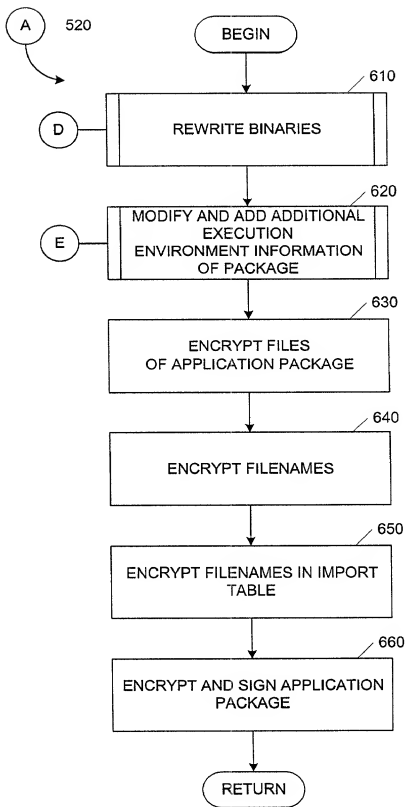 A
520
BEGIN
610
D
REWRITE BINARIES
620
E
MODIFY AND ADD ADDITIONAL
EXECUTION
ENVIRONMENT INFORMATION
OF PACKAGE
630
ENCRYPT FILES
OF APPLICATION PACKAGE
640
ENCRYPT FILENAMES
650
ENCRYPT FILENAMES IN IMPORT
TABLE
660
ENCRYPT AND SIGN APPLICATION
PACKAGE
RETURN